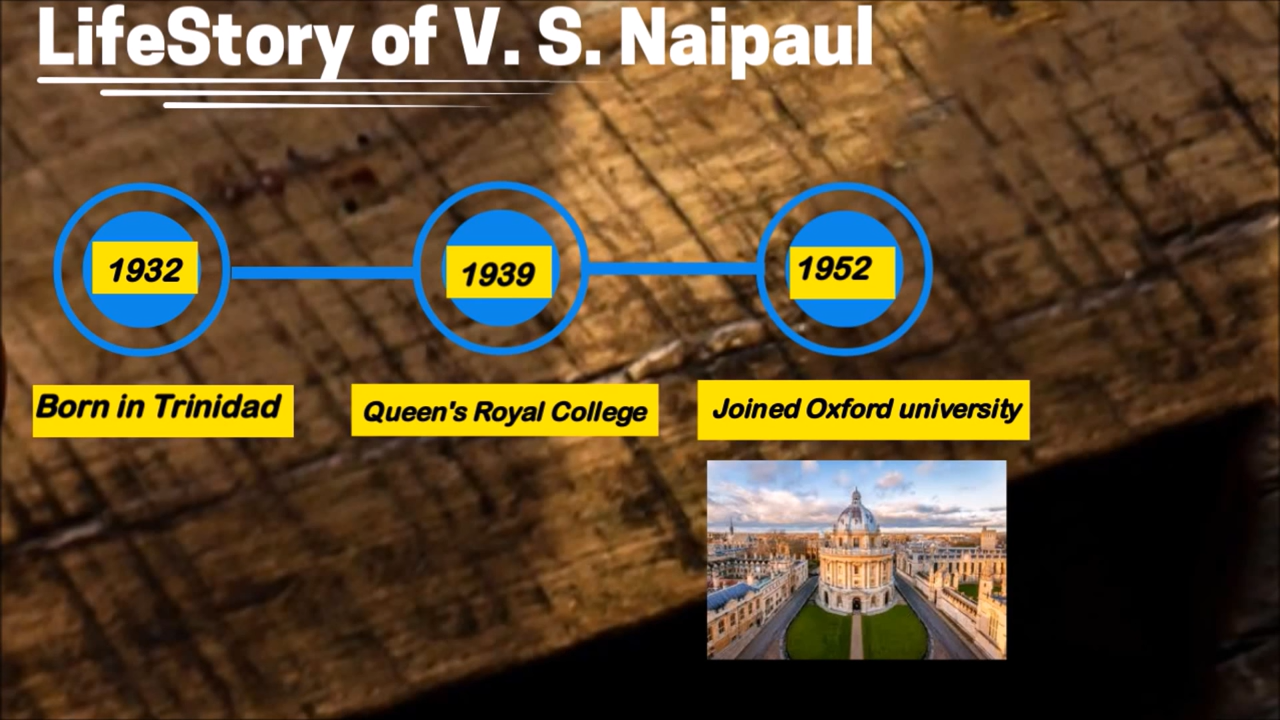 LifeStory of V. S. Naipaul
1932
1939
1952
Born in Trinidad
Queen's Royal College
Joined Oxford university